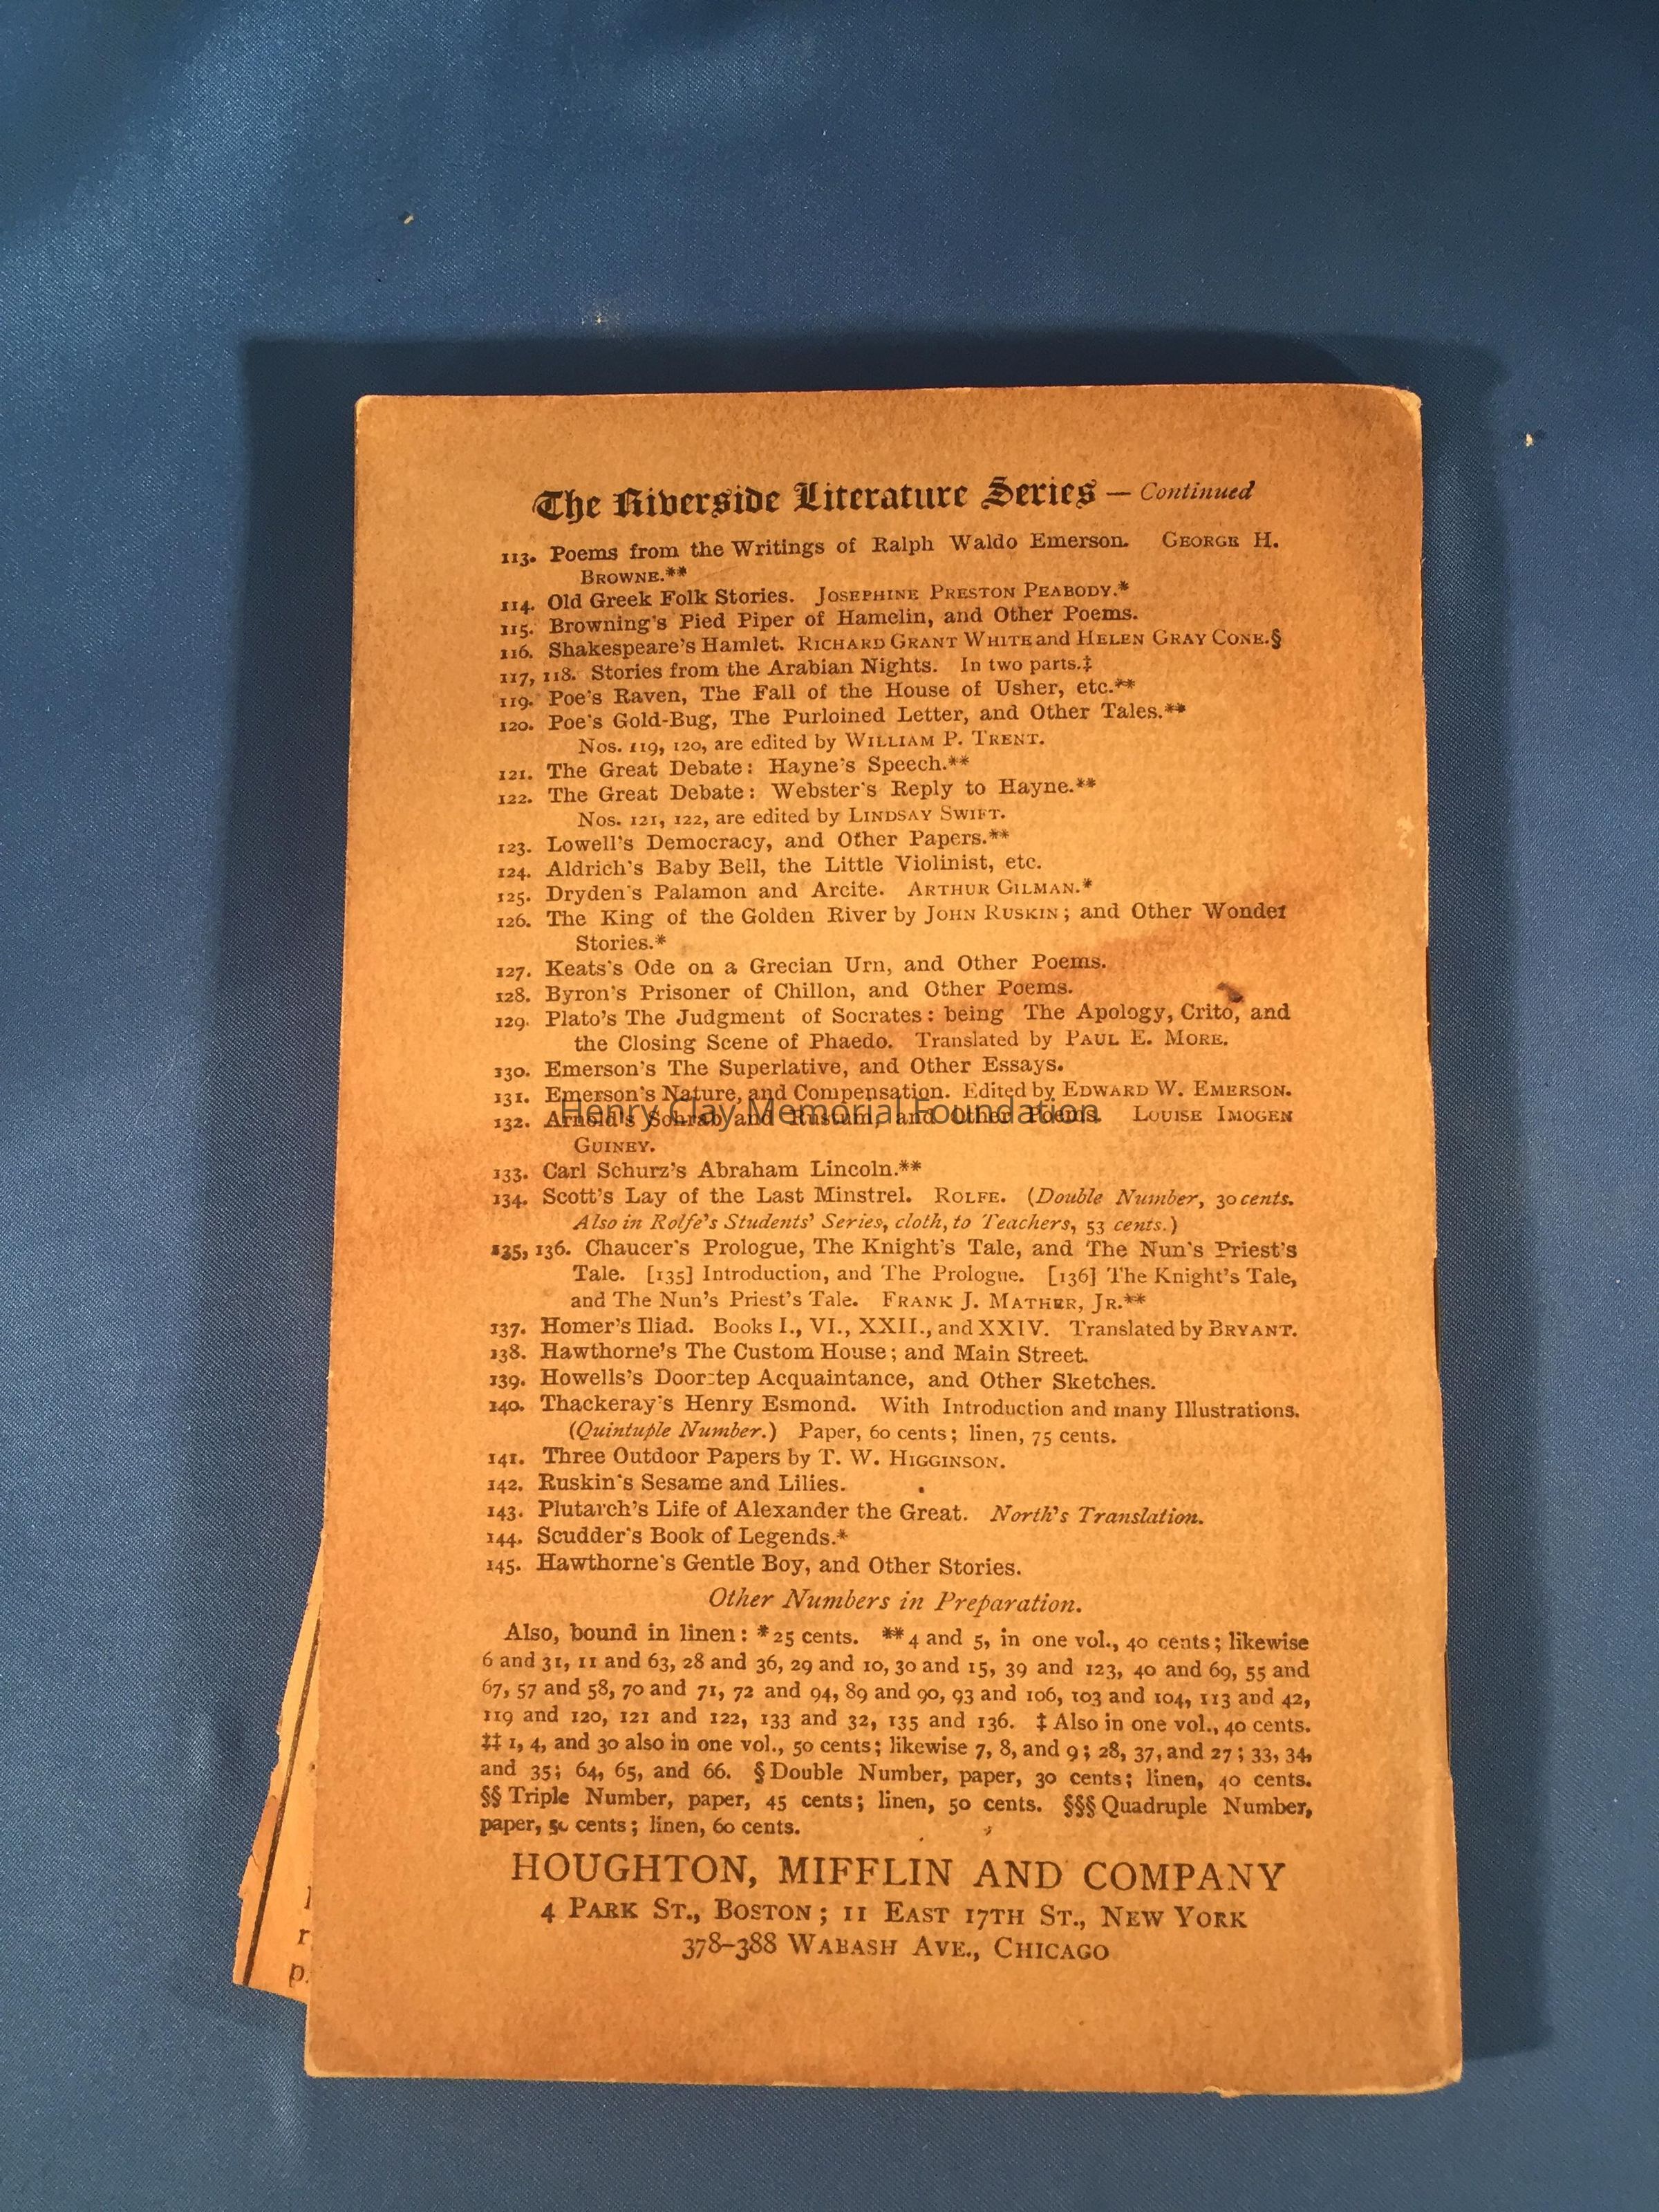 The Riverside Literature Series — Continued
113. Poems from the Writings of Ralph Waldo Emerson. GEORGE H.
BROWNE.**
114. Old Greek Folk Stories. JOSEPHINE PRESTON PEABODY.*
115. Browning's Pied Piper of Hamelin, and Other Poems.
116. Shakespeare's Hamlet. RICHARD GRANT WHITE and HELEN GRAY CONE.§
117, 118. Stories from the Arabian Nights. In two parts.‡
119. Poe's Raven, The Fall of the House of Usher, etc.**
120. Poe's Gold-Bug, The Purloined Letter, and Other Tales.**
Nos. 119, 120, are edited by WILLIAM P. TRENT.
121. The Great Debate: Hayne's Speech.**
122. The Great Debate: Webster's Reply to Hayne.**
Nos. 121, 122, are edited by LINDSAY SWIFT.
123. Lowell's Democracy, and Other Papers.**
124. Aldrich's Baby Bell, the Little Violinist, etc.
125. Dryden's Palamon and Arcite. ARTHUR GILMAN.*
126. The King of the Golden River by JOHN RUSKIN; and Other Wonder
Stories.*
127. Keats's Ode on a Grecian Urn, and Other Poems.
128. Byron's Prisoner of Chillon, and Other Poems.
129. Plato's The Judgment of Socrates: being The Apology, Crito, and
the Closing Scene of Phaedo. Translated by PAUL E. MORE.
130. Emerson's The Superlative, and Other Essays.
131. Emerson's Nature, and Compensation. Edited by EDWARD W. EMERSON.
Henry Clay Memorial Foundation
132. Arnold's Sohrab and Rustum, and Other Poems. LOUISE IMOGEN
GUINEY.
133. Carl Schurz's Abraham Lincoln.**
134. Scott's Lay of the Last Minstrel. ROLFE. (Double Number, 30 cents.
Also in Rolfe's Students' Series, cloth, to Teachers, 53 cents.)
135, 136. Chaucer's Prologue, The Knight's Tale, and The Nun's Priest's
Tale. [135] Introduction, and The Prologue. [136] The Knight's Tale,
and The Nun's Priest's Tale. FRANK J. MATHER, JR.**
137. Homer's Iliad. Books I., VI., XXII., and XXIV. Translated by BRYANT.
138. Hawthorne's The Custom House; and Main Street.
139. Howells's Doorstep Acquaintance, and Other Sketches.
140. Thackeray's Henry Esmond. With Introduction and many Illustrations.
(Quintuple Number.) Paper, 60 cents; linen, 75 cents.
141. Three Outdoor Papers by T. W. HIGGINSON.
142. Ruskin's Sesame and Lilies.
143. Plutarch's Life of Alexander the Great. North's Translation.
144. Scudder's Book of Legends.*
145. Hawthorne's Gentle Boy, and Other Stories.
Other Numbers in Preparation.
Also, bound in linen: * 25 cents. ** 4 and 5, in one vol., 40 cents; likewise
6 and 31, 11 and 63, 28 and 36, 29 and 10, 30 and 15, 39 and 123, 40 and 69, 55 and
67, 57 and 58, 70 and 71, 72 and 94, 89 and 90, 93 and 106, 103 and 104, 113 and 42,
119 and 120, 121 and 122, 133 and 32, 135 and 136. ‡ Also in one vol., 40 cents.
‡‡ 1, 4, and 30 also in one vol., 50 cents; likewise 7, 8, and 9; 28, 37, and 27; 33, 34,
and 35; 64, 65, and 66. § Double Number, paper, 30 cents; linen, 40 cents.
§§ Triple Number, paper, 45 cents; linen, 50 cents. §§§ Quadruple Number,
paper, cents; linen, 60 cents.
HOUGHTON, MIFFLIN AND COMPANY
4 PARK ST., BOSTON; 11 EAST 17TH ST., NEW YORK
378-388 WABASH AVE., CHICAGO